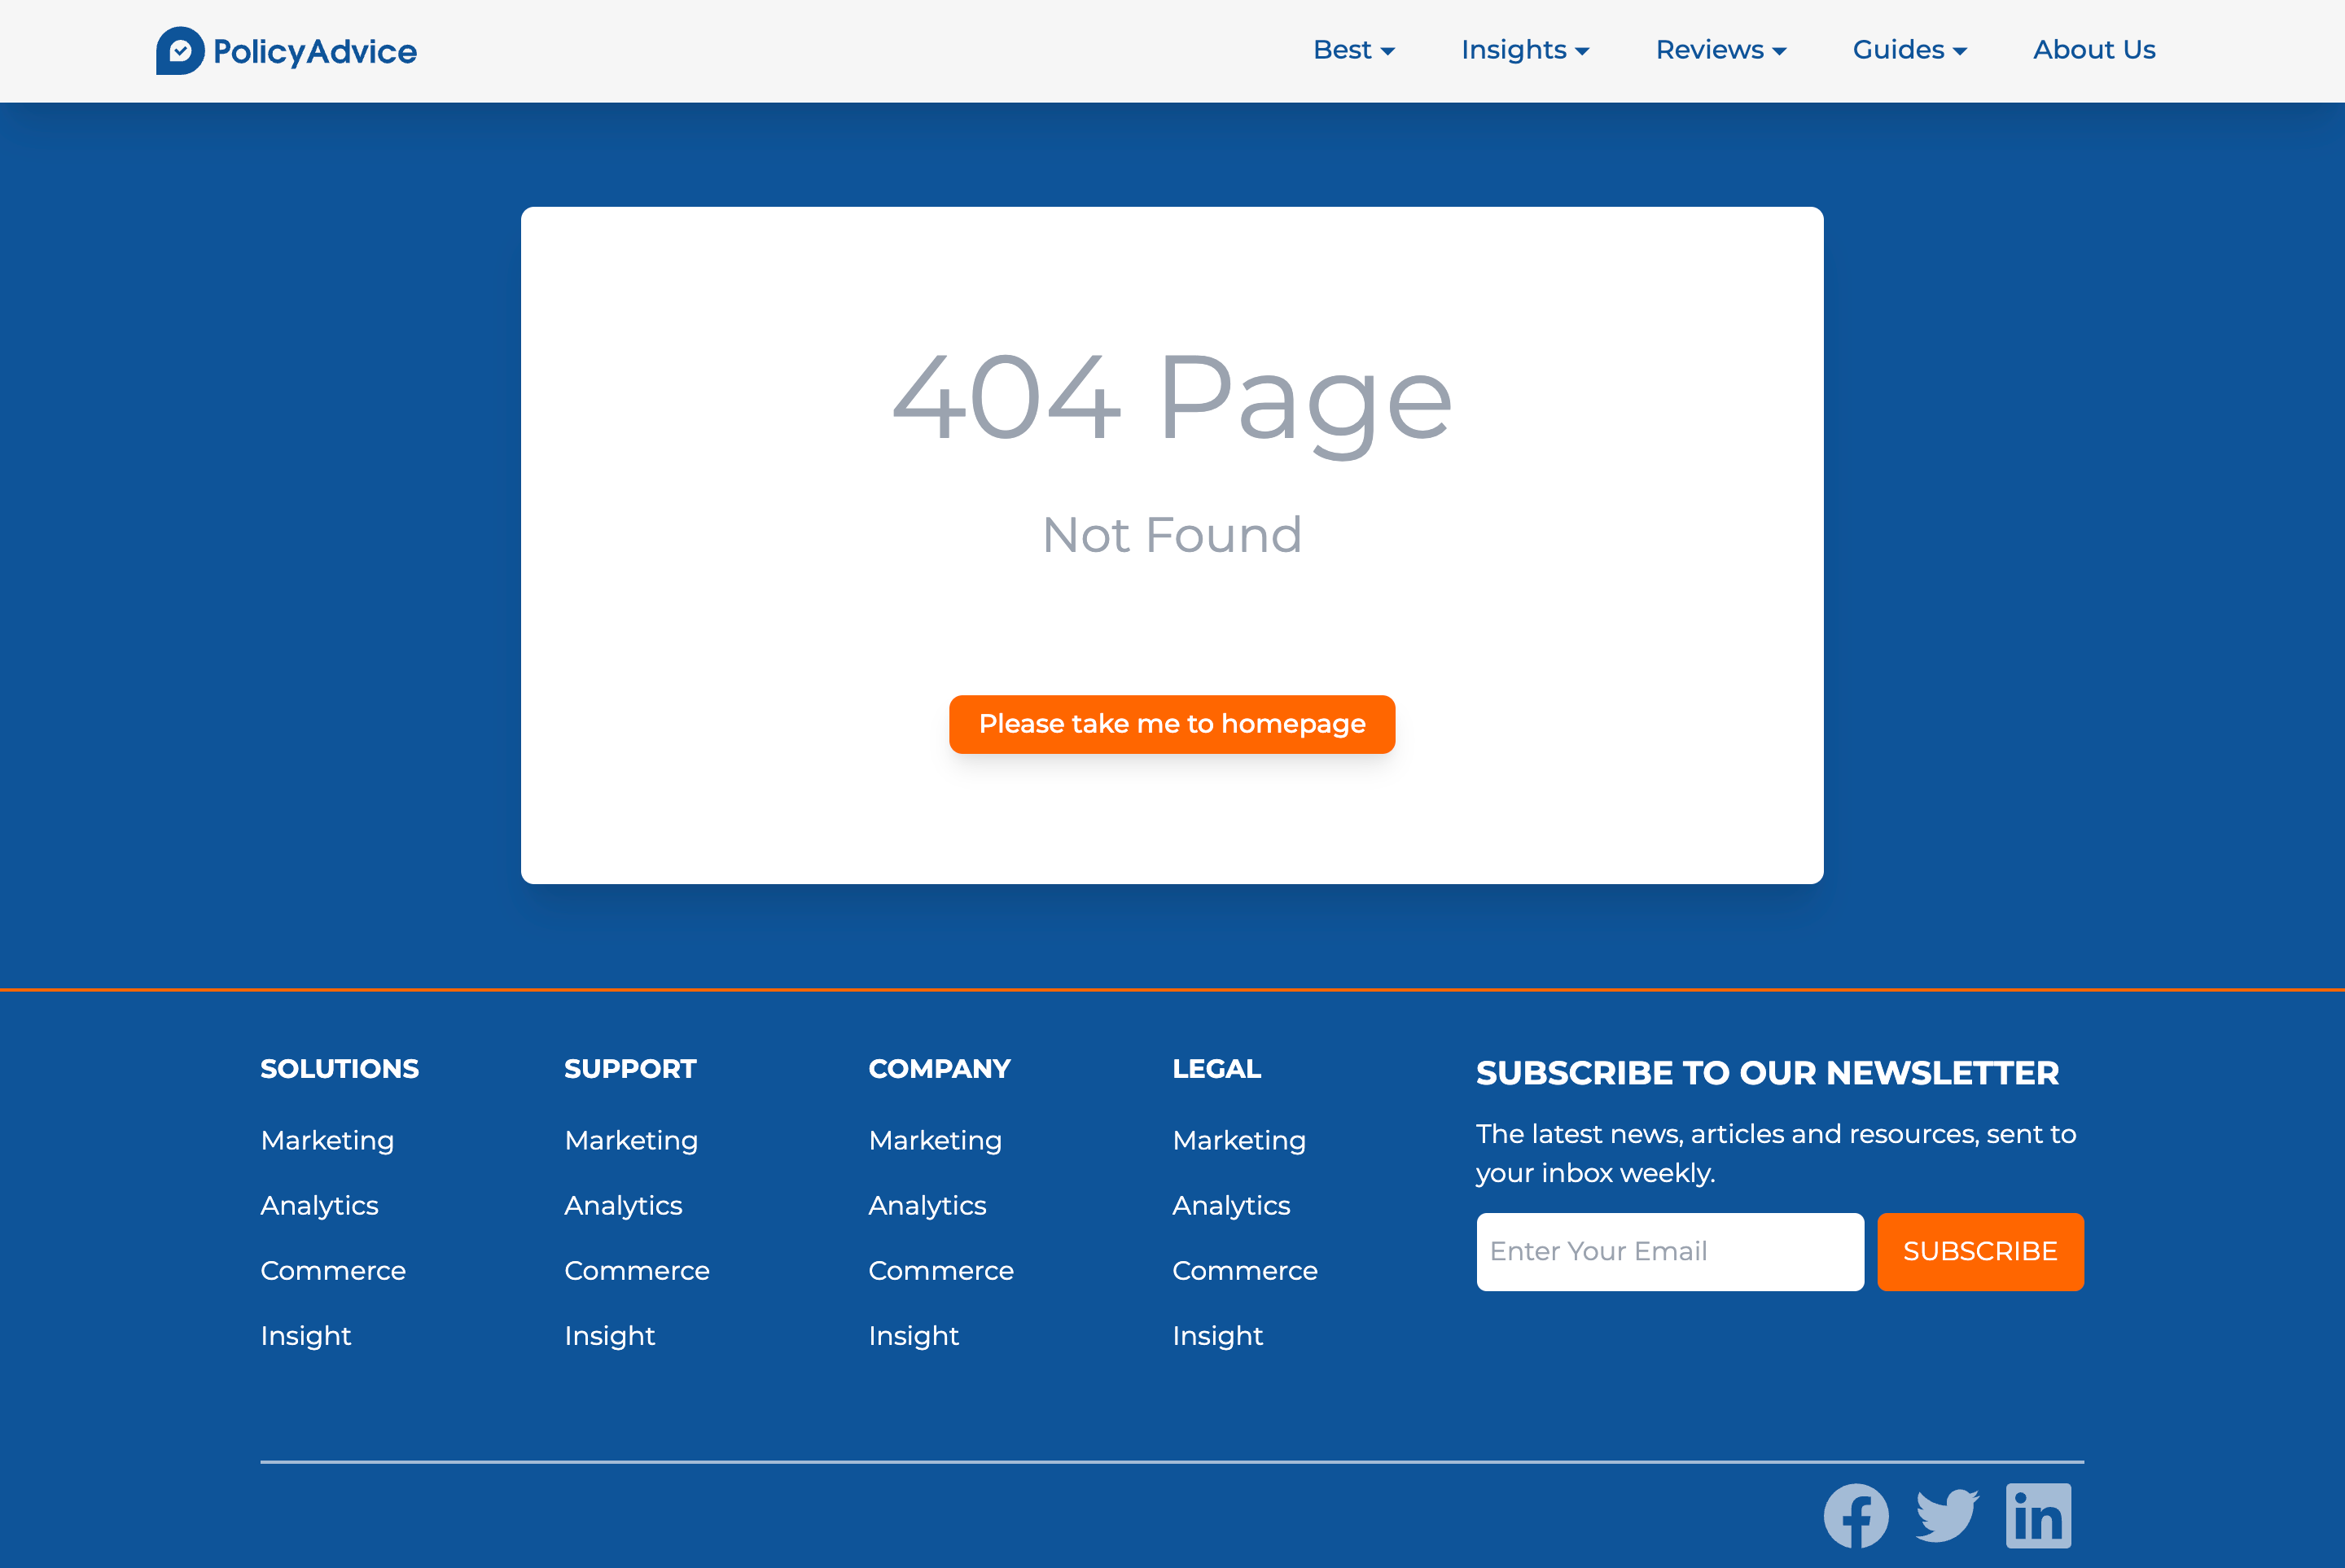 PolicyAdvice
Best
Insights
Reviews
Guides
About Us
404 Page
Not Found
Please take me to homepage
SOLUTIONS
Marketing
Analytics
Commerce
Insight
SUPPORT
Marketing
Analytics
Commerce
Insight
COMPANY
Marketing
Analytics
Commerce
Insight
LEGAL
Marketing
Analytics
Commerce
Insight
SUBSCRIBE TO OUR NEWSLETTER
The latest news, articles and resources, sent to
your inbox weekly.
Enter Your Email
SUBSCRIBE